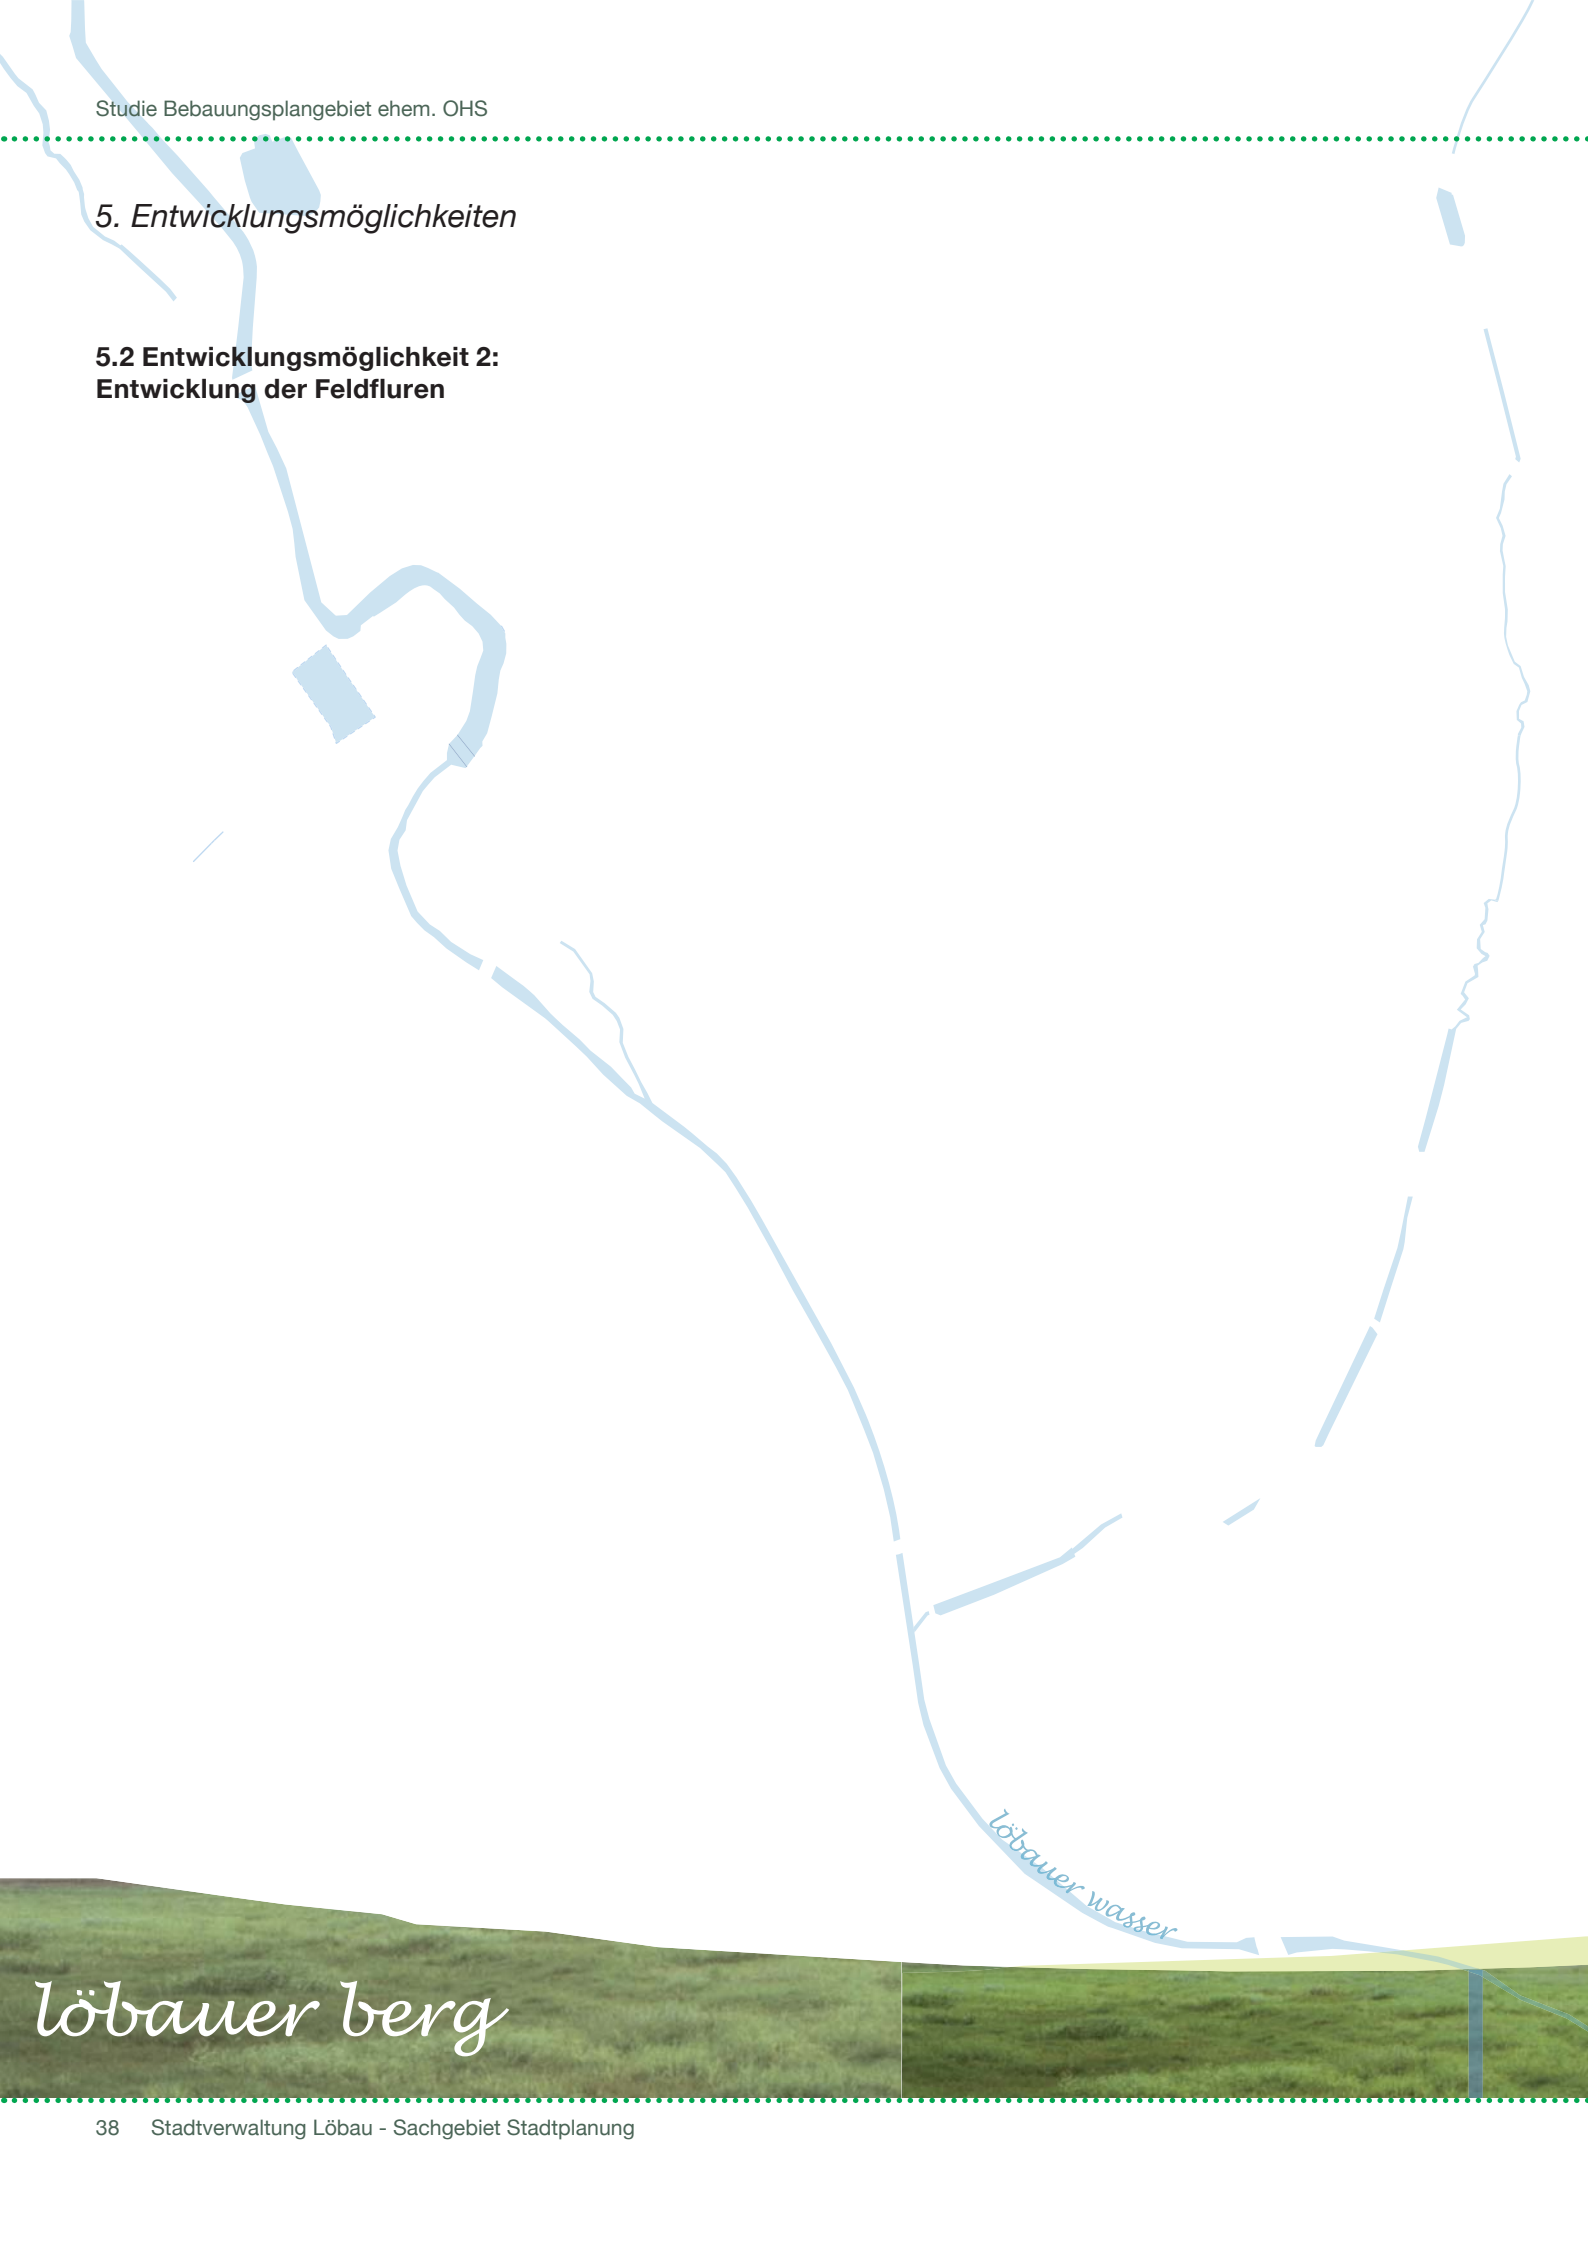 Studie Bebauungsplangebiet ehem. OHS
5. Entwicklungsmöglichkeiten
5.2 Entwicklungsmöglichkeit 2:
Entwicklung der Feldfluren
löbauer wasser
löbauer berg
38 Stadtverwaltung Löbau - Sachgebiet Stadtplanung